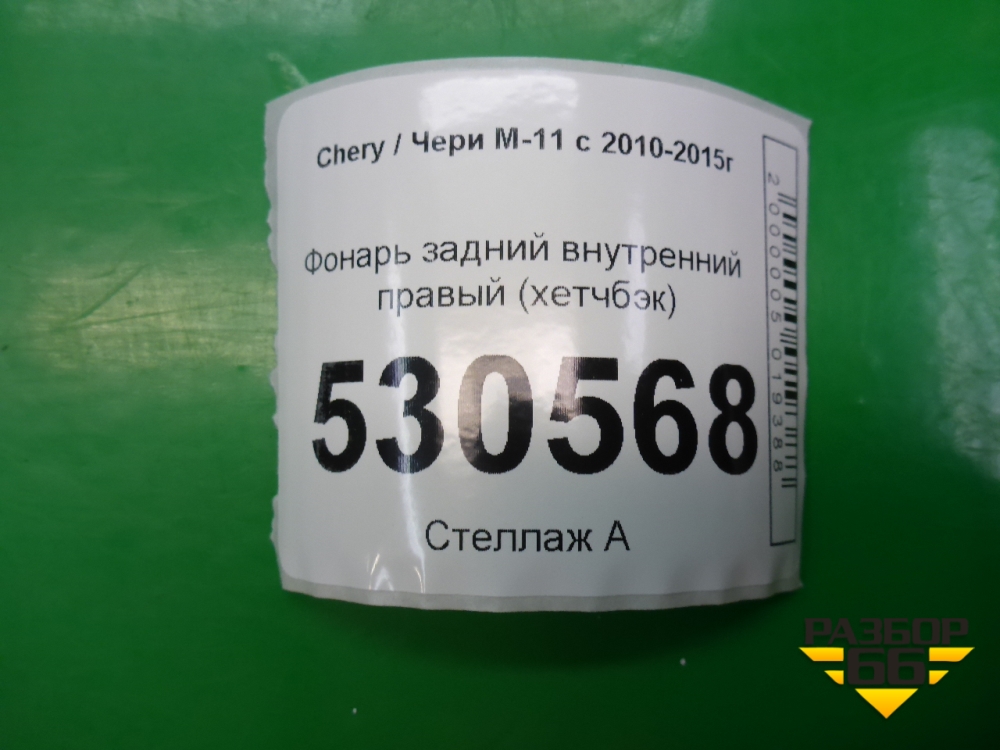 Chery / Чери М-11 с 2010-2015г
Фонарь задний внутренний
правый (хетчбэк)
530568
Стеллаж А
2000005019388
РАЗБОР
66